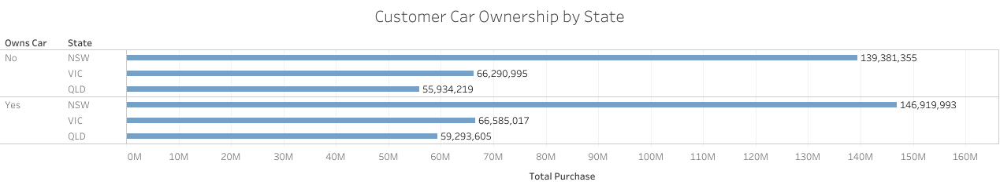 Customer Car Ownership by State
Owns Car State
No NSW 139,381,355
VIC 66,290,995
QLD 55,934,219
Yes NSW 146,919,993
VIC 66,585,017
QLD 59,293,605
0M 10M 20M 30M 40M 50M 60M 70M 80M 90M 100M 110M 120M 130M 140M 150M 160M
Total Purchase